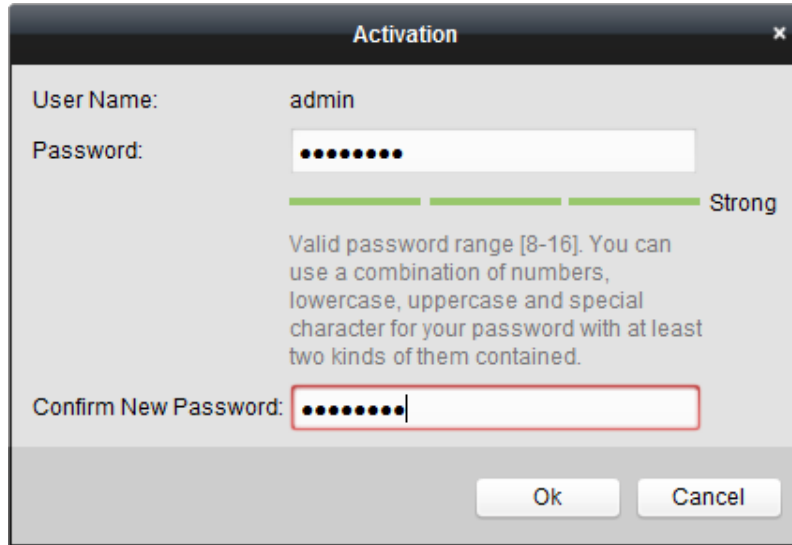 Activation
User Name: admin
Password: ••••••••
Strong
Valid password range [8-16]. You can
use a combination of numbers,
lowercase, uppercase and special
character for your password with at least
two kinds of them contained.
Confirm New Password: ••••••••
Ok Cancel